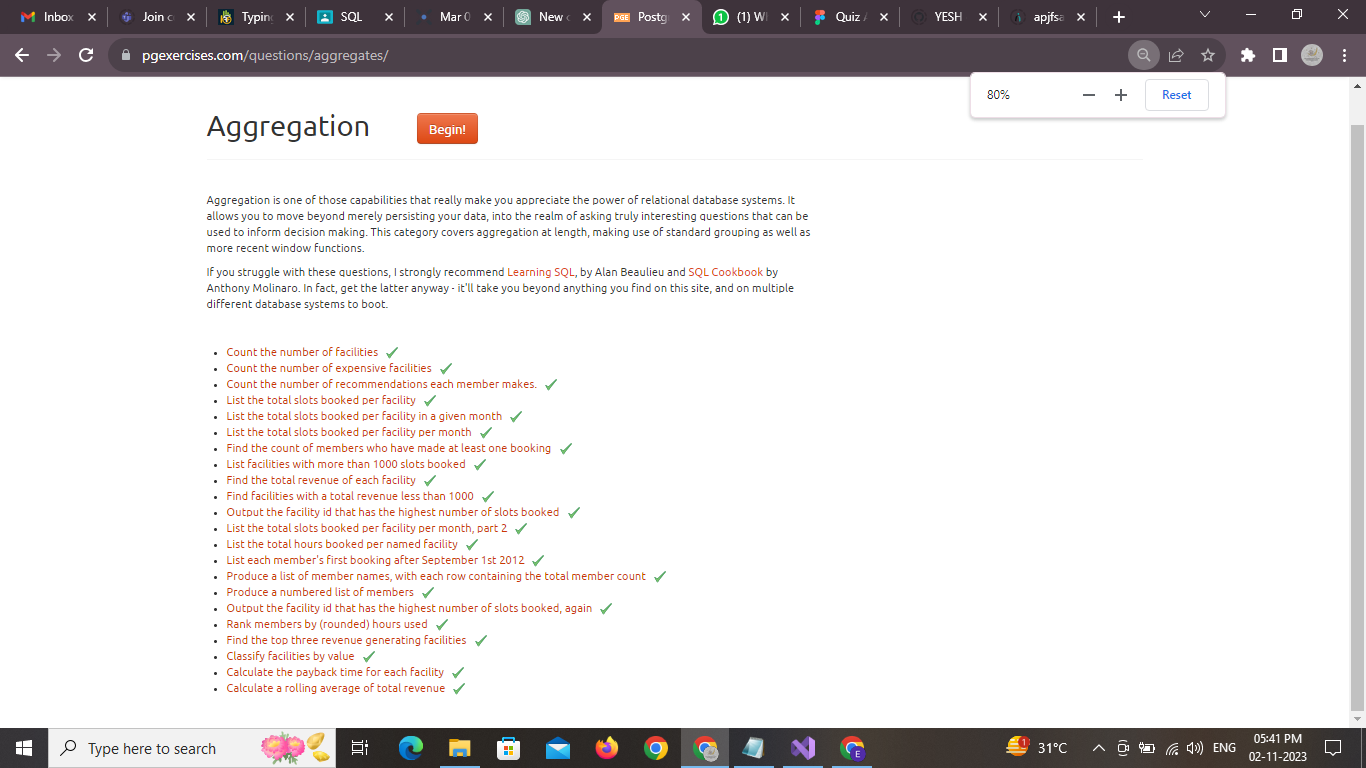 Inbox
Join c
Typing
SQL
Mar 0
New c
PGE Postg
1 (1) W
Quiz
YESH
apjfsa
pgexercises.com/questions/aggregates/
80%
Reset
Aggregation
Begin!
Aggregation is one of those capabilities that really make you appreciate the power of relational database systems. It
allows you to move beyond merely persisting your data, into the realm of asking truly interesting questions that can be
used to inform decision making. This category covers aggregation at length, making use of standard grouping as well as
more recent window functions.
If you struggle with these questions, I strongly recommend Learning SQL, by Alan Beaulieu and SQL Cookbook by
Anthony Molinaro. In fact, get the latter anyway - it'll take you beyond anything you find on this site, and on multiple
different database systems to boot.
Count the number of facilities
Count the number of expensive facilities
Count the number of recommendations each member makes.
List the total slots booked per facility
List the total slots booked per facility in a given month
List the total slots booked per facility per month
Find the count of members who have made at least one booking
List facilities with more than 1000 slots booked
Find the total revenue of each facility
Find facilities with a total revenue less than 1000
Output the facility id that has the highest number of slots booked
List the total slots booked per facility per month, part 2
List the total hours booked per named facility
List each member's first booking after September 1st 2012
Produce a list of member names, with each row containing the total member count
Produce a numbered list of members
Output the facility id that has the highest number of slots booked, again
Rank members by (rounded) hours used
Find the top three revenue generating facilities
Classify facilities by value
Calculate the payback time for each facility
Calculate a rolling average of total revenue
Type here to search
E
1
31°C
ENG
05:41 PM
02-11-2023